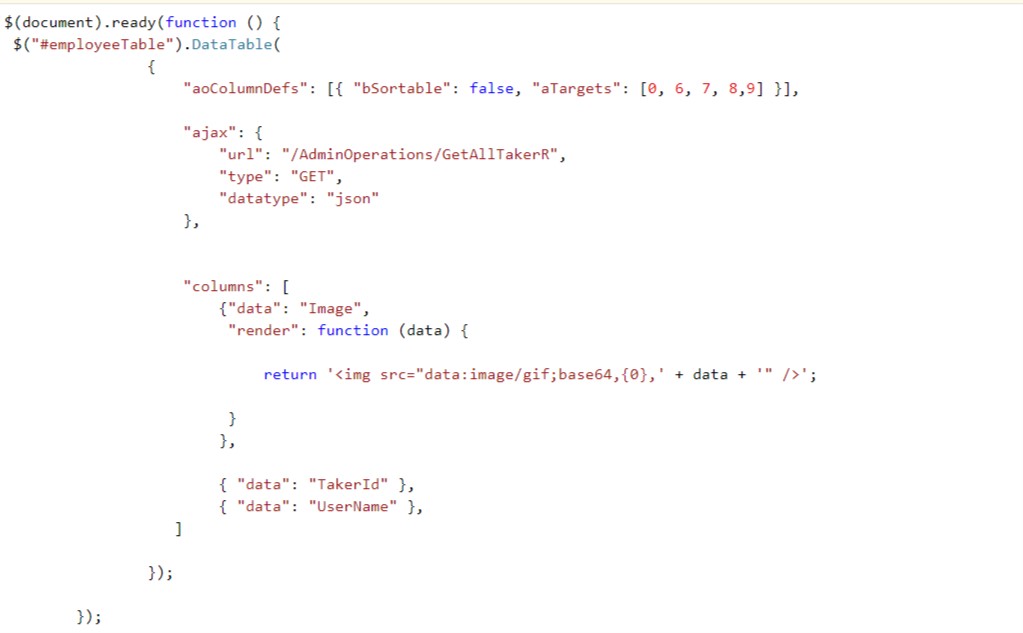 $(document).ready(function () {
$("#employeeTable").DataTable(
{
"aoColumnDefs": [{ "bSortable": false, "aTargets": [0, 6, 7, 8,9] }],
"ajax": {
"url": "/AdminOperations/GetAllTakerR",
"type": "GET",
"datatype": "json"
},
"columns": [
{"data": "Image",
"render": function (data) {
return '<img src="data:image/gif;base64,{0},' + data + '" />';
}
},
{ "data": "TakerId" },
{ "data": "UserName" },
]
});
});